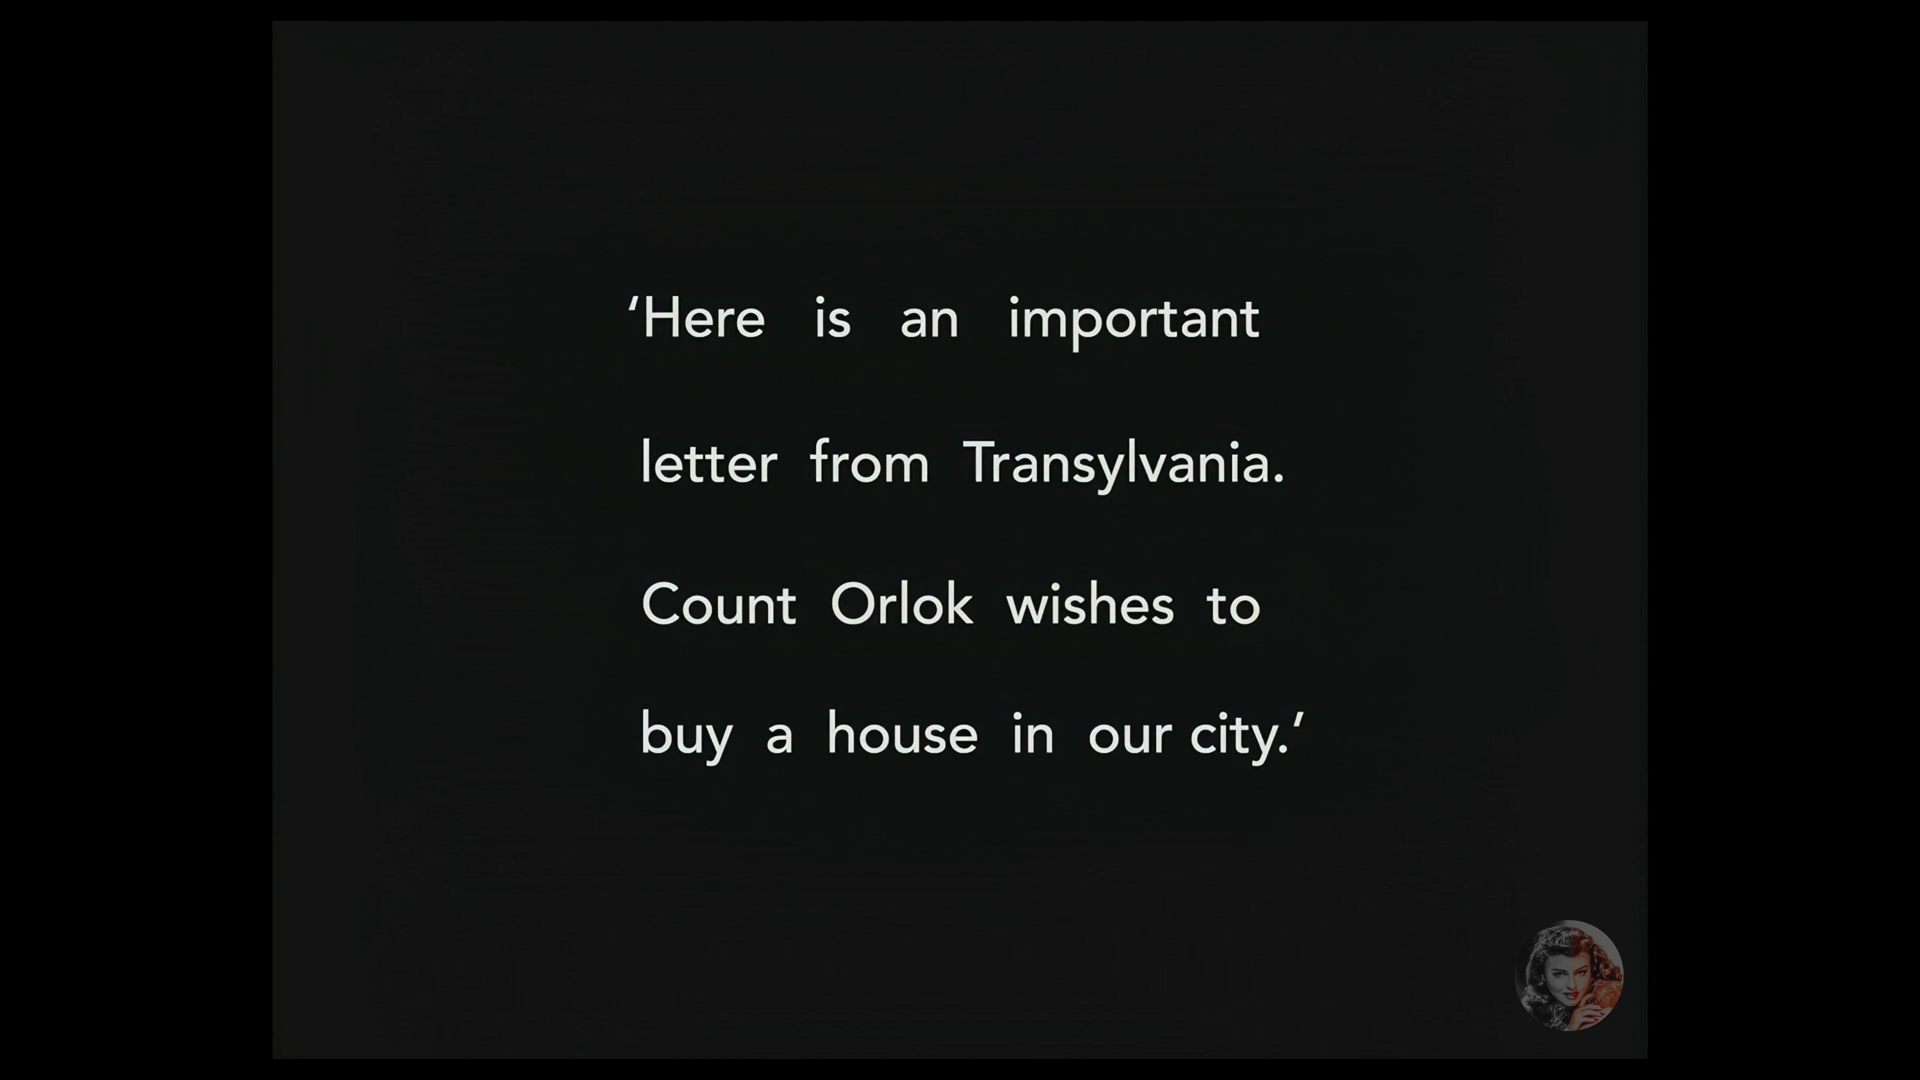 ‘Here is an important
letter from Transylvania.
Count Orlok wishes to
buy a house in our city.’